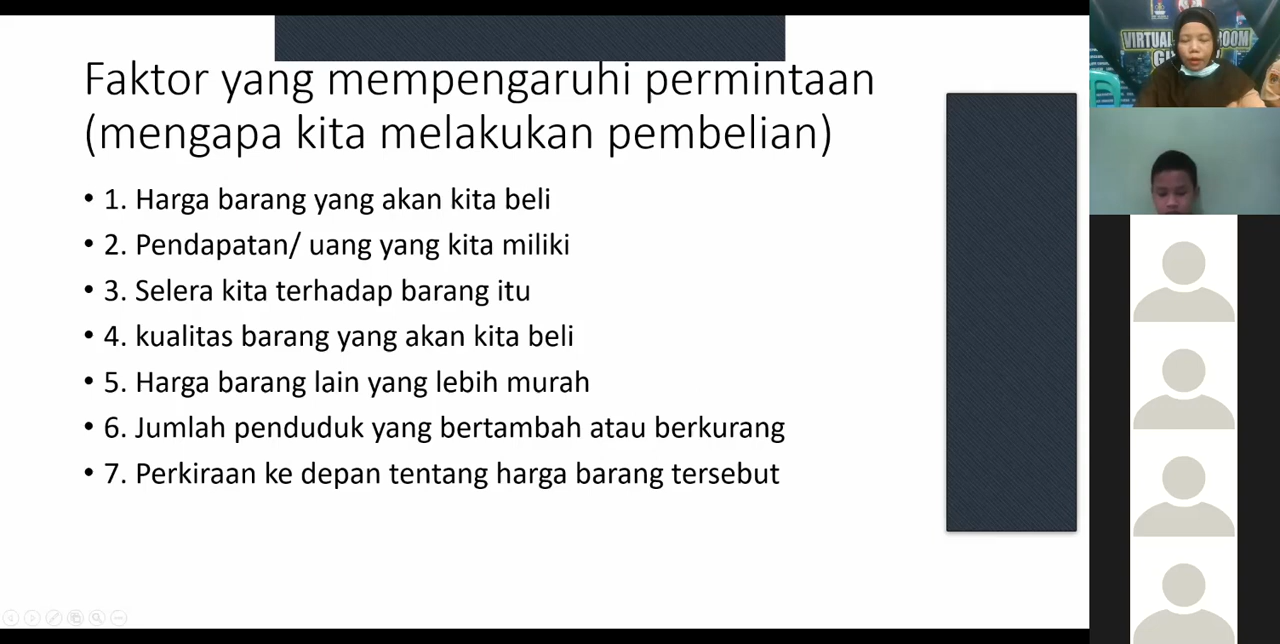 Faktor yang mempengaruhi permintaan
(mengapa kita melakukan pembelian)
• 1. Harga barang yang akan kita beli
• 2. Pendapatan/ uang yang kita miliki
• 3. Selera kita terhadap barang itu
• 4. kualitas barang yang akan kita beli
• 5. Harga barang lain yang lebih murah
• 6. Jumlah penduduk yang bertambah atau berkurang
• 7. Perkiraan ke depan tentang harga barang tersebut
VIRTUAL